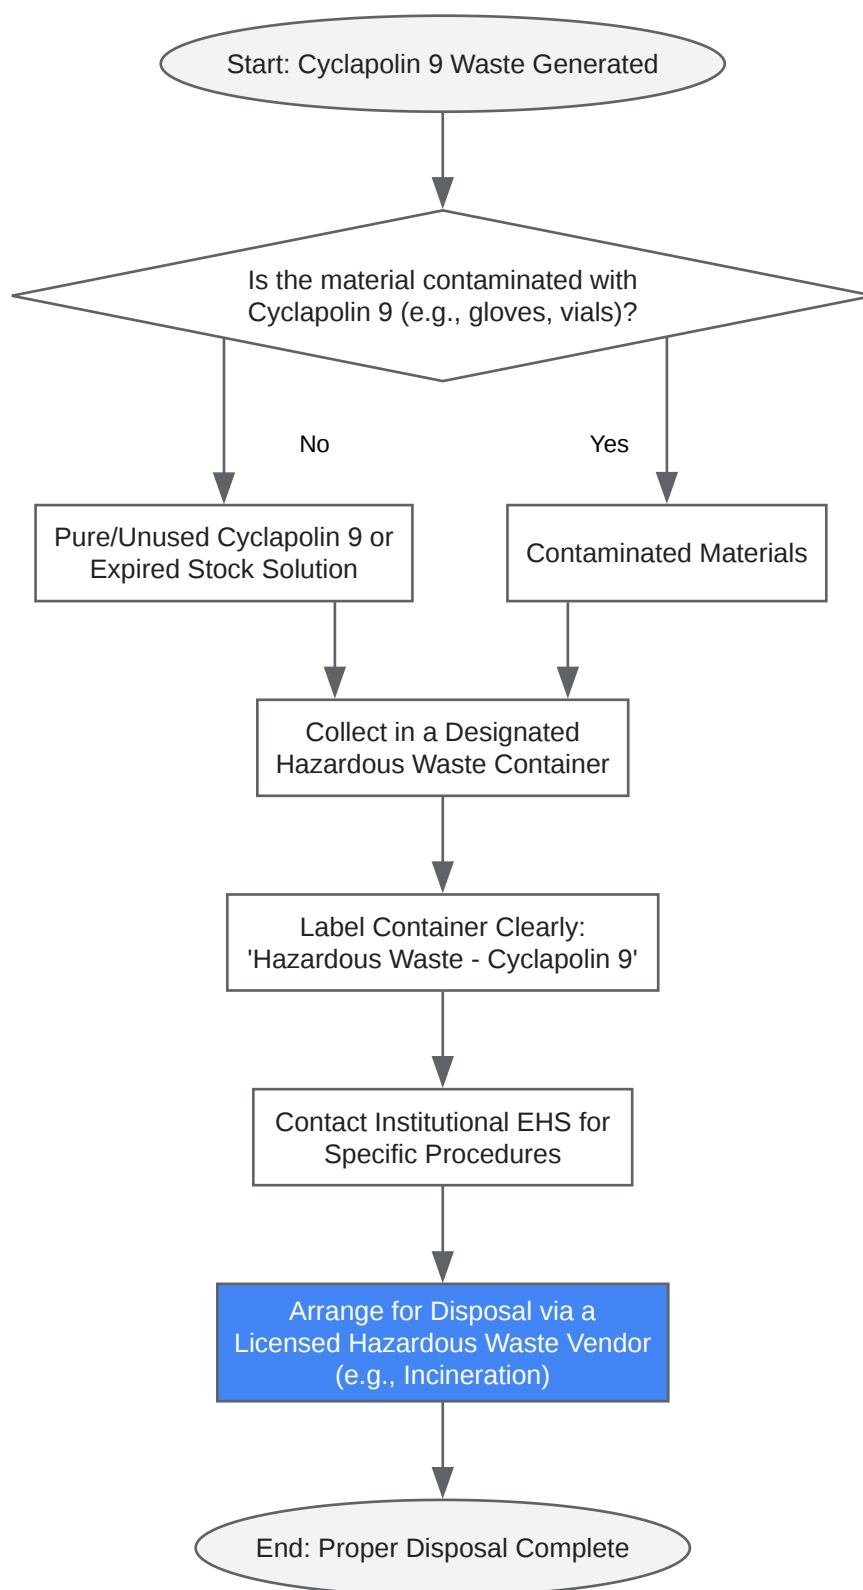 Start: Cyclapolin 9 Waste Generated
Is the material contaminated with
Cyclapolin 9 (e.g., gloves, vials)?
No
Yes
Pure/Unused Cyclapolin 9 or
Expired Stock Solution
Contaminated Materials
Collect in a Designated
Hazardous Waste Container
Label Container Clearly:
'Hazardous Waste - Cyclapolin 9'
Contact Institutional EHS for
Specific Procedures
Arrange for Disposal via a
Licensed Hazardous Waste Vendor
(e.g., Incineration)
End: Proper Disposal Complete